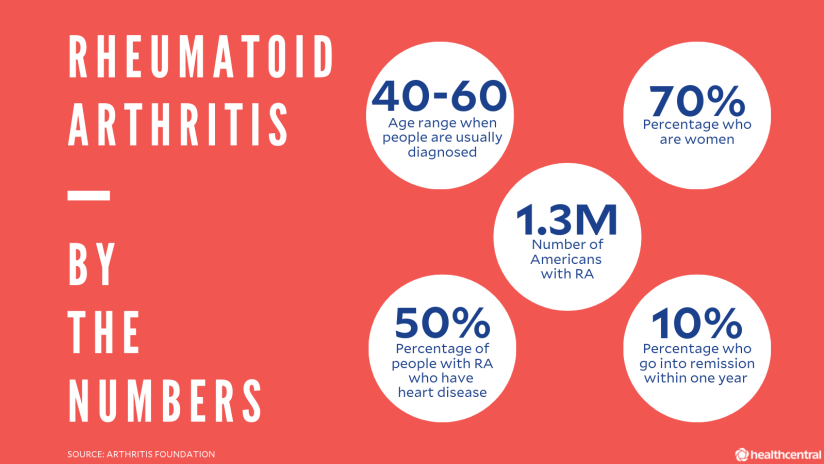 RHEUMATOID
ARTHRITIS
BY
THE
NUMBERS
SOURCE: ARTHRITIS FOUNDATION
40-60
Age range when
people are usually
diagnosed
70%
Percentage who
are women
1.3M
Number of
Americans
with RA
50%
Percentage of
people with RA
who have
heart disease
10%
Percentage who
go into remission
within one year
healthcentral